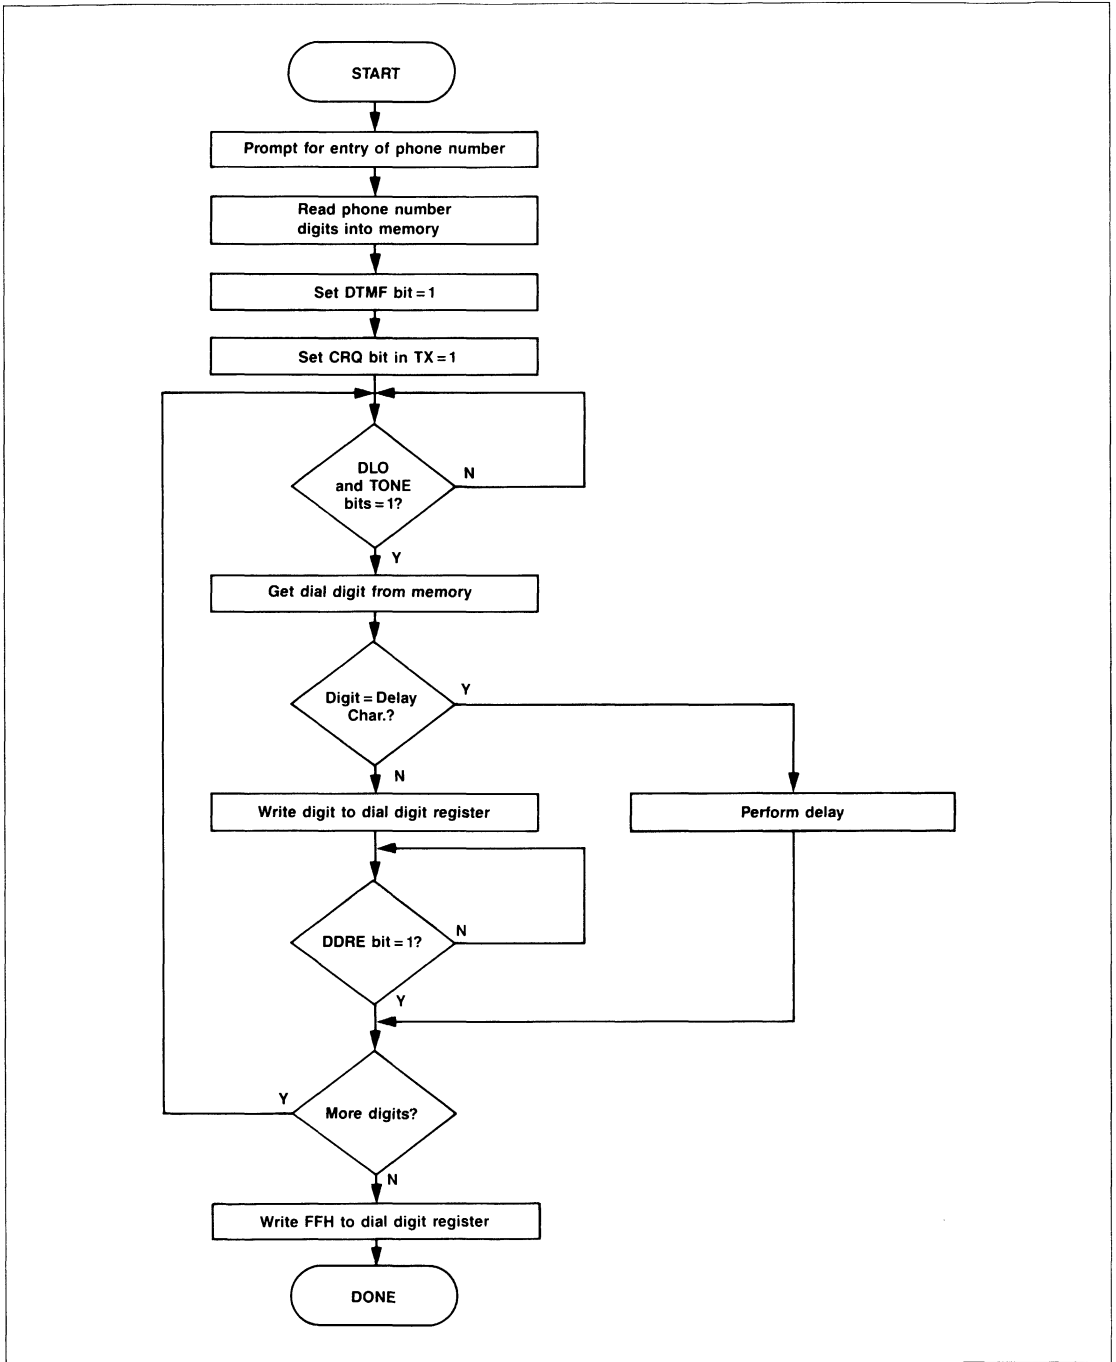 START
Prompt for entry of phone number
Read phone number
digits into memory
Set DTMF bit = 1
Set CRQ bit in TX = 1
DLO
and TONE
bits = 1?
N
Y
Get dial digit from memory
Digit = Delay
Char.?
Y
N
Write digit to dial digit register
Perform delay
DDRE bit = 1?
N
Y
More digits?
Y
N
Write FFH to dial digit register
DONE